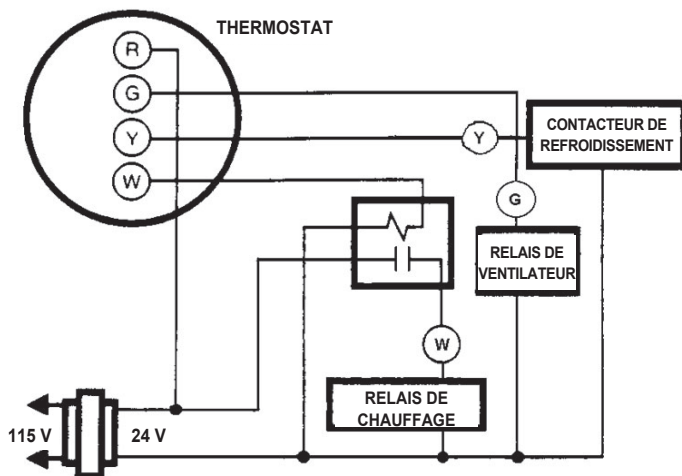 THERMOSTAT
R
G
Y
W
Y
CONTACTEUR DE
REFROIDISSEMENT
G
RELAIS DE
VENTILATEUR
W
RELAIS DE
CHAUFFAGE
115 V
24 V